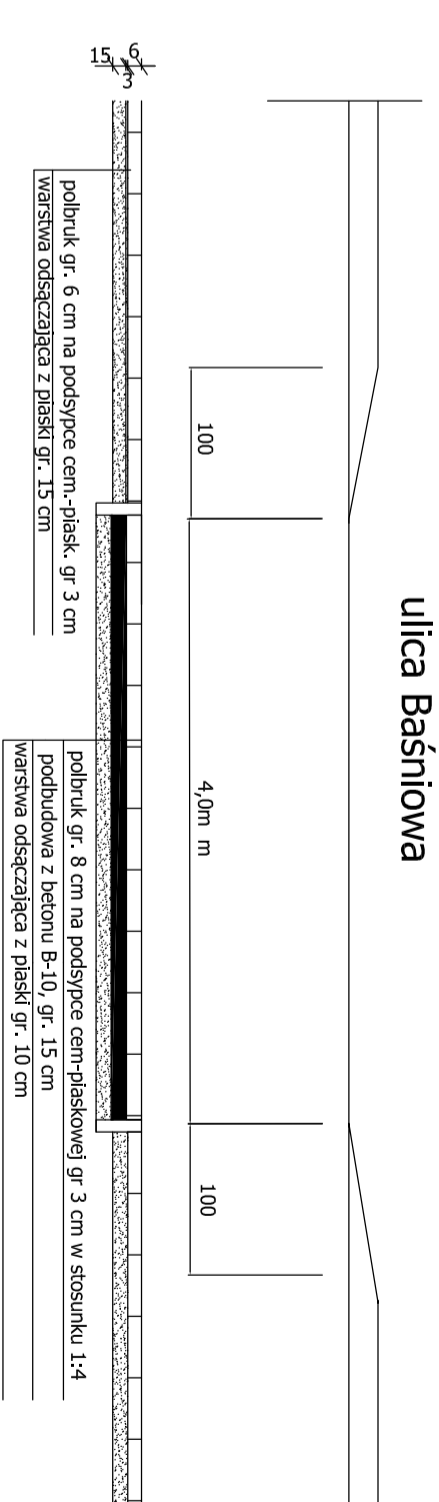 ulica Baśniowa
100
4,0m m
100
15
3
6
polbruk gr. 6 cm na podsypce cem.-piask. gr 3 cm
warstwa odsączająca z piaski gr. 15 cm
polbruk gr. 8 cm na podsypce cem-piaskowej gr 3 cm w stosunku 1:4
podbudowa z betonu B-10, gr. 15 cm
warstwa odsączająca z piaski gr. 10 cm